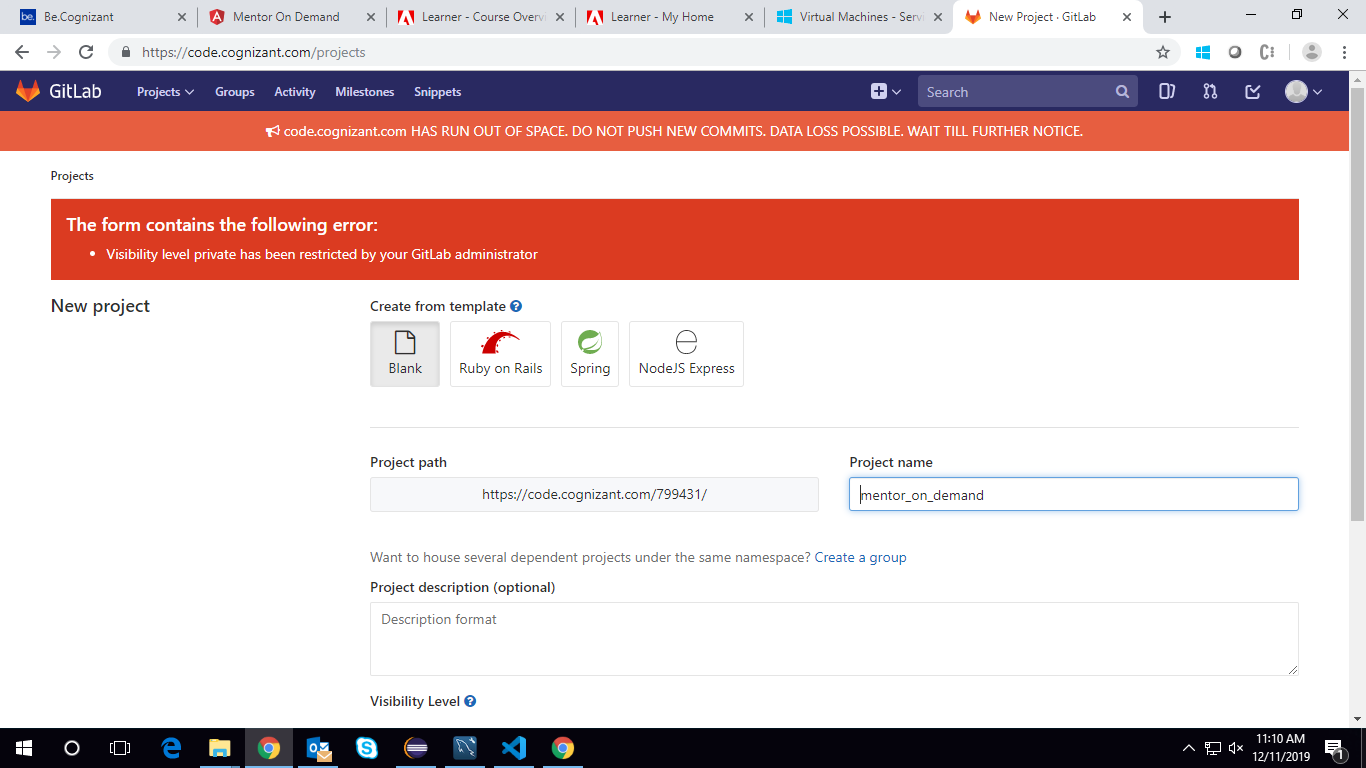 be. Be.Cognizant
Mentor On Demand
Learner - Course Overvi
Learner - My Home
Virtual Machines - Servi
New Project · GitLab
https://code.cognizant.com/projects
GitLab Projects Groups Activity Milestones Snippets Search
code.cognizant.com HAS RUN OUT OF SPACE. DO NOT PUSH NEW COMMITS. DATA LOSS POSSIBLE. WAIT TILL FURTHER NOTICE.
Projects
The form contains the following error:
• Visibility level private has been restricted by your GitLab administrator
New project
Create from template ?
Blank
Ruby on Rails
Spring
NodeJS Express
Project path
https://code.cognizant.com/799431/
Project name
mentor_on_demand
Want to house several dependent projects under the same namespace? Create a group
Project description (optional)
Description format
Visibility Level ?
11:10 AM
12/11/2019
1